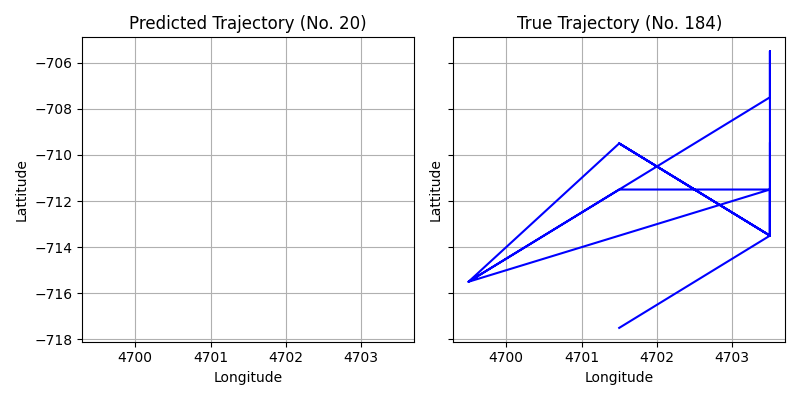 Predicted Trajectory (No. 20)
−706
−708
−710
−712
−714
−716
−718
Lattitude
4700 4701 4702 4703
Longitude
True Trajectory (No. 184)
Lattitude
4700 4701 4702 4703
Longitude